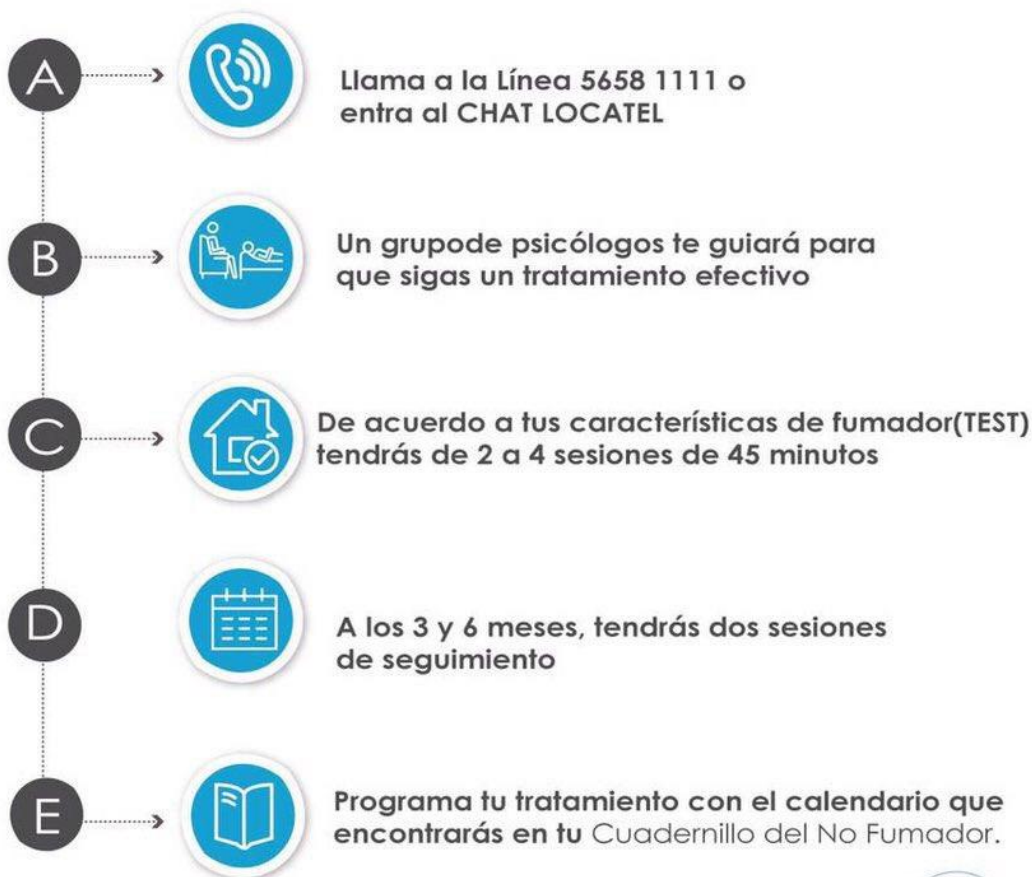 A
Llama a la Línea 5658 1111 o
entra al CHAT LOCATEL
B
Un grupode psicólogos te guiará para
que sigas un tratamiento efectivo
C
De acuerdo a tus características de fumador(TEST)
tendrás de 2 a 4 sesiones de 45 minutos
D
A los 3 y 6 meses, tendrás dos sesiones
de seguimiento
E
Programa tu tratamiento con el calendario que
encontrarás en tu Cuadernillo del No Fumador.